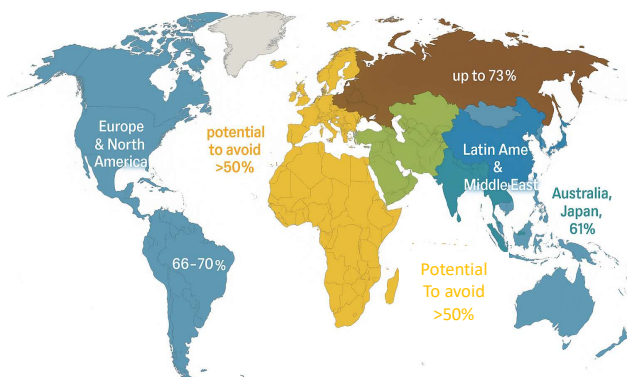 up to 73%
Europe
& North
America
potential
to avoid
>50%
Latin Ame
&
Middle East
Australia,
Japan,
61%
66–70%
Potential
To avoid
>50%